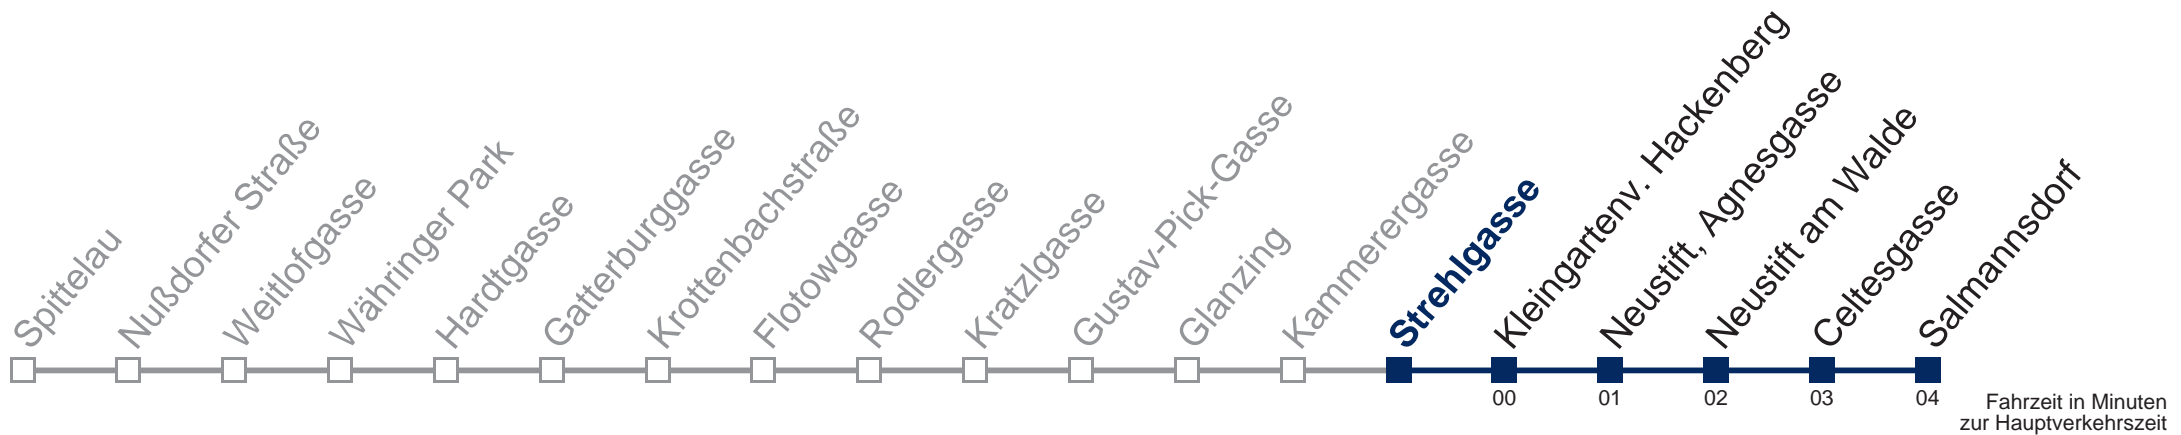 Spittelau
Nußdorfer Straße
Weitlofgasse
Währinger Park
Hardtgasse
Gatterburggasse
Krottenbachstraße
Flotowgasse
Rodlergasse
Kratzlgasse
Gustav-Pick-Gasse
Glanzing
Kammerergasse
Strehlgasse
Kleingartenv. Hackenberg
Neustift, Agnesgasse
Neustift am Walde
Celtesgasse
Salmannsdorf
00 01 02 03 04
Fahrzeit in Minuten
zur Hauptverkehrszeit